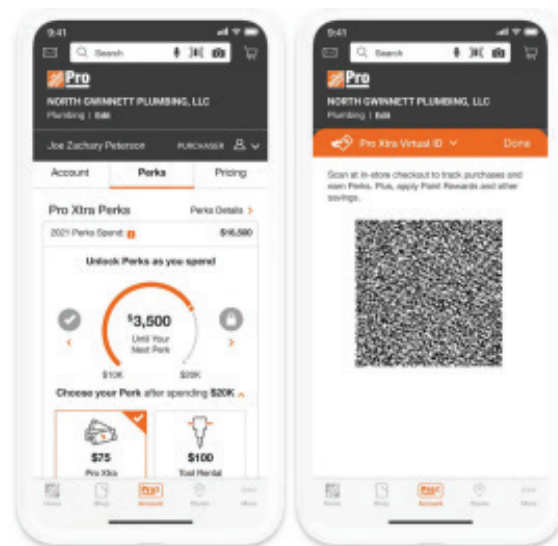 9:41
Search
Pro
NORTH GWINNETT PLUMBING, LLC
Plumbing | Edit
Joe Zachary Peterson PURCHASER
Account Perks Pricing
Pro Xtra Perks Perks Details >
2021 Perks Spend: $16,500
Unlock Perks as you spend
$3,500
Until Your
Next Perk
$10K $20K
Choose your Perk after spending $20K
$75 $100
Pro Xtra Tool Rental
Home Shop Account Stores More
9:41
Search
Pro
NORTH GWINNETT PLUMBING, LLC
Plumbing | Edit
Pro Xtra Virtual ID Done
Scan at in-store checkout to track purchases and
earn Perks. Plus, apply Paint Rewards and other
savings.
Home Shop Account Stores More